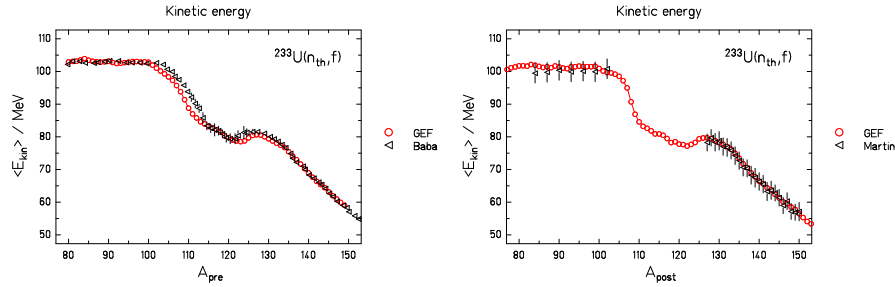 Kinetic energy
<E_kin> / MeV
110
100
90
80
70
60
50
²³³U(n_th,f)
80 90 100 110 120 130 140 150
A_pre
GEF
Baba
Kinetic energy
<E_kin> / MeV
110
100
90
80
70
60
50
²³³U(n_th,f)
80 90 100 110 120 130 140 150
A_post
GEF
Martin